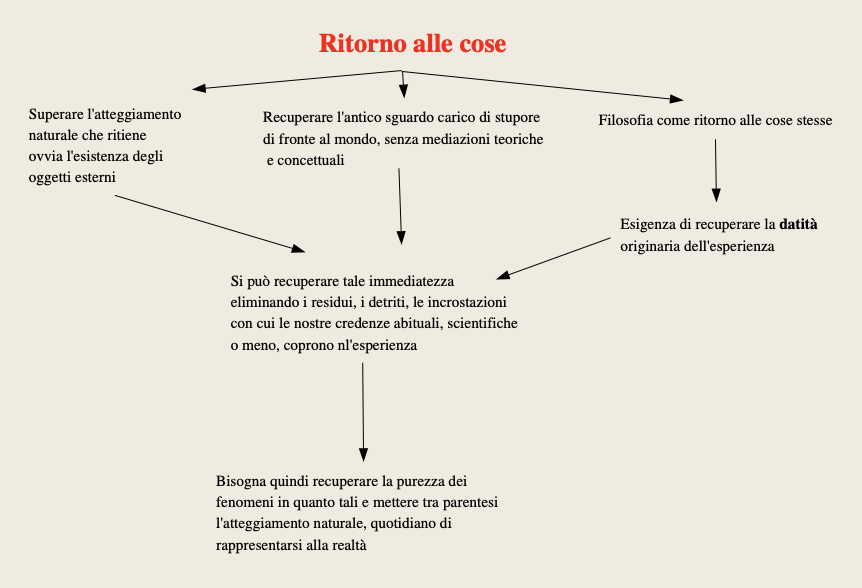 Ritorno alle cose
Superare l'atteggiamento
naturale che ritiene
ovvia l'esistenza degli
oggetti esterni
Recuperare l'antico sguardo carico di stupore
di fronte al mondo, senza mediazioni teoriche
e concettuali
Filosofia come ritorno alle cose stesse
Esigenza di recuperare la datità
originaria dell'esperienza
Si può recuperare tale immediatezza
eliminando i residui, i detriti, le incrostazioni
con cui le nostre credenze abituali, scientifiche
o meno, coprono nl'esperienza
Bisogna quindi recuperare la purezza dei
fenomeni in quanto tali e mettere tra parentesi
l'atteggiamento naturale, quotidiano di
rappresentarsi alla realtà